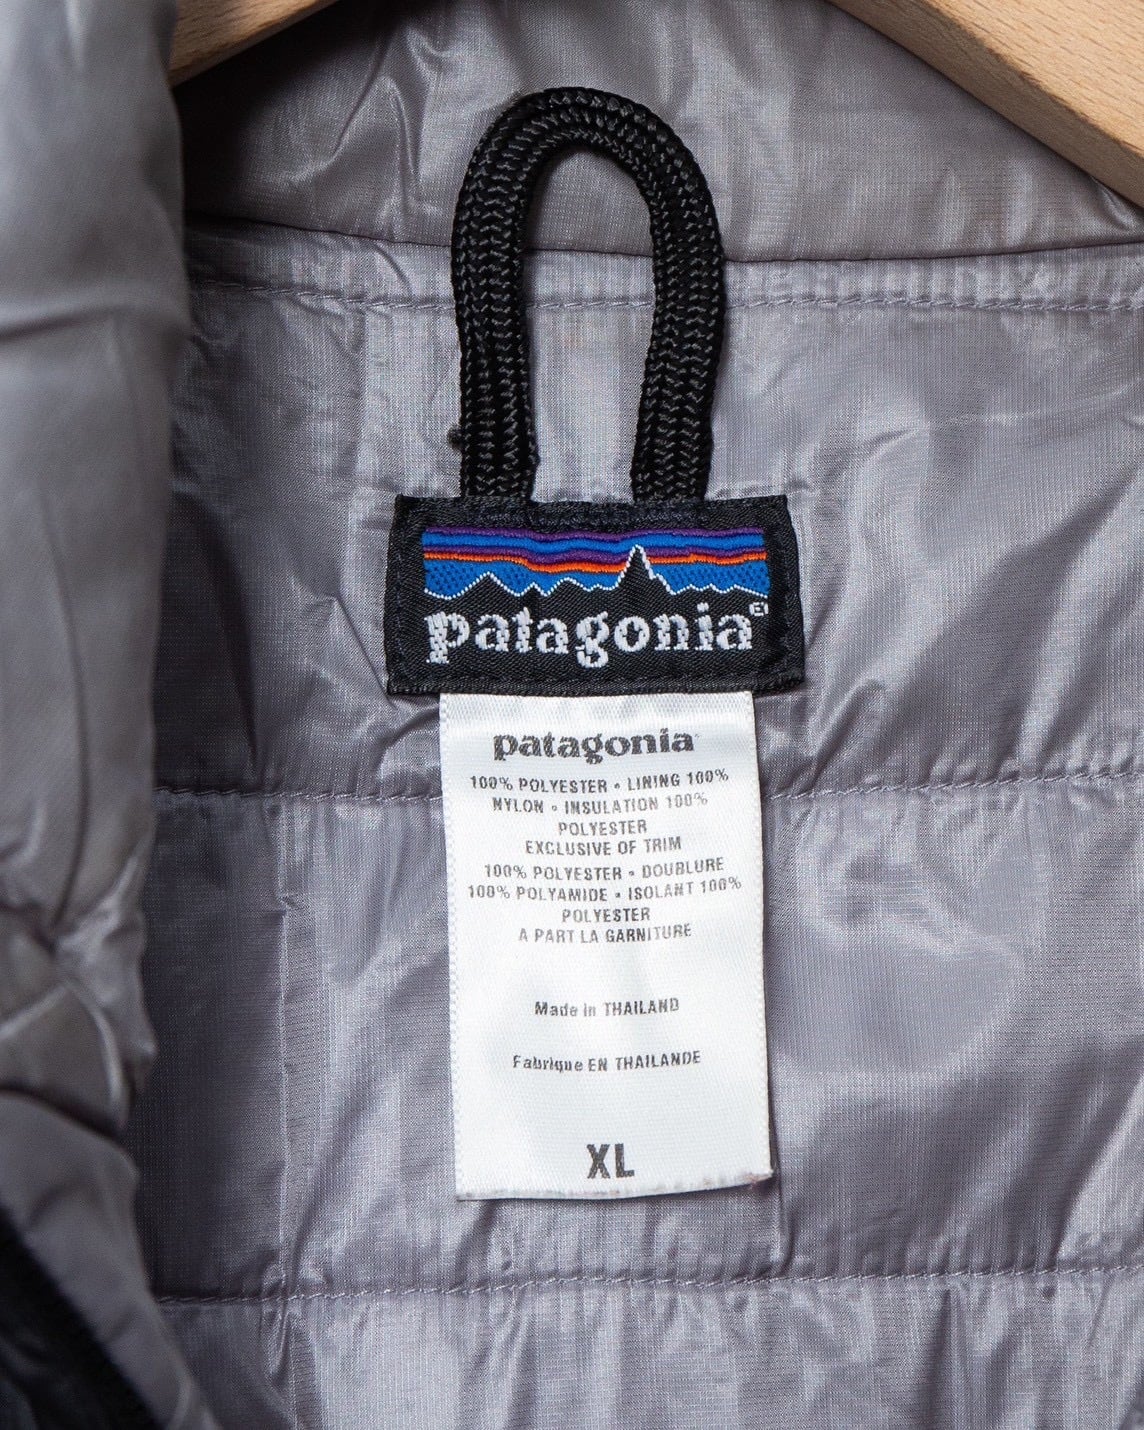 patagonia
patagonia
100% POLYESTER • LINING 100%
NYLON • INSULATION 100%
POLYESTER
EXCLUSIVE OF TRIM
100% POLYESTER • DOUBLURE
100% POLYAMIDE • ISOLANT 100%
POLYESTER
A PART LA GARNITURE
Made in THAILAND
Fabrique EN THAILANDE
XL